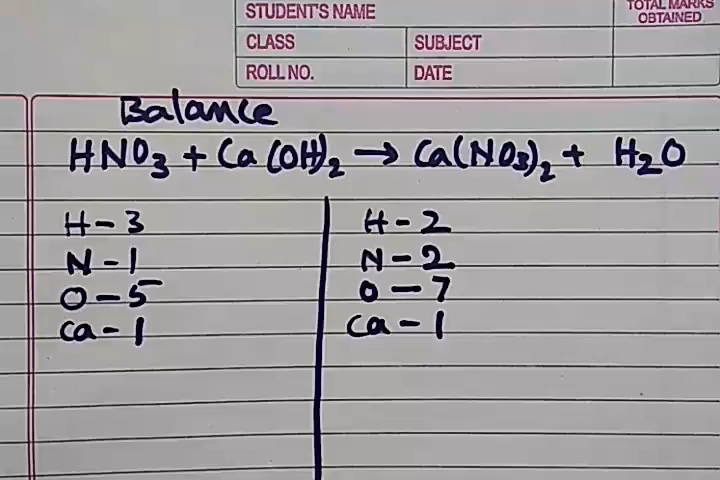 STUDENT'S NAME
TOTAL MARKS
OBTAINED
CLASS SUBJECT
ROLL NO. DATE
Balance
HNO3 + Ca(OH)2 → Ca(NO3)2 + H2O
H - 3 H - 2
N - 1 N - 2
O - 5 O - 7
Ca - 1 Ca - 1